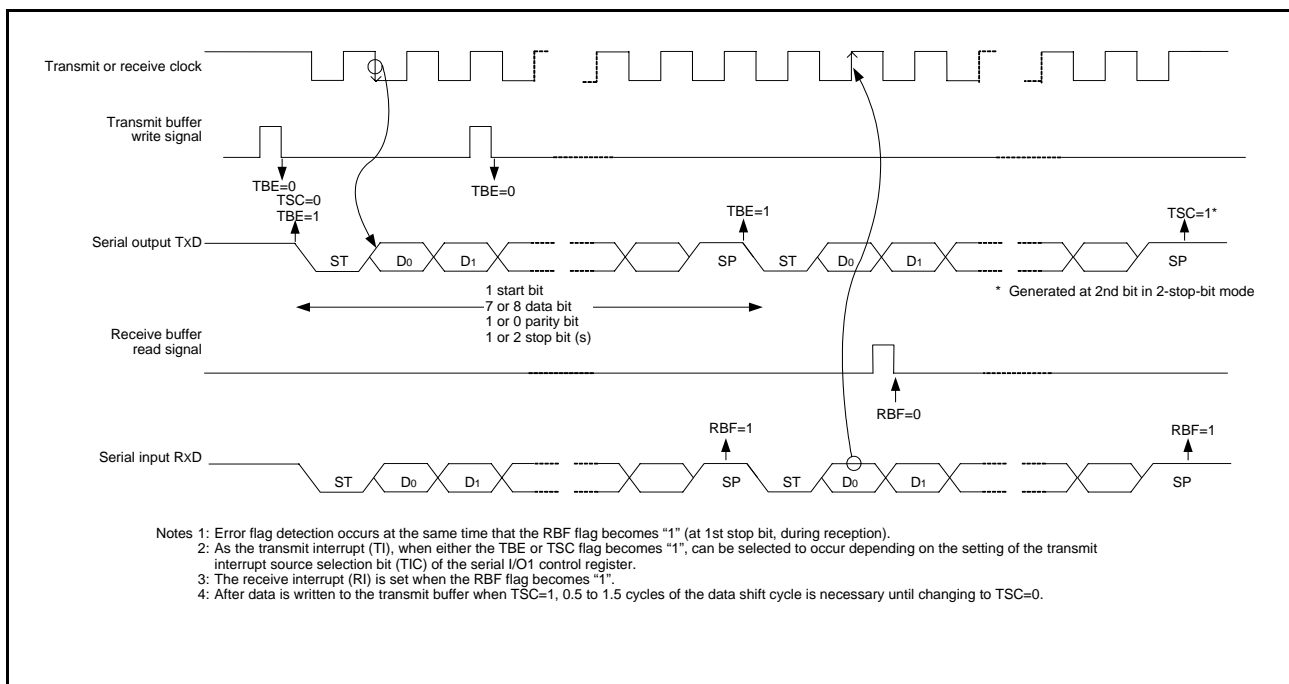 Transmit or receive clock
Transmit buffer
write signal
TBE=0
TSC=0
TBE=1
TBE=0
TBE=1
TSC=1*
Serial output TXD
ST
D0
D1
SP
ST
D0
D1
SP
1 start bit
7 or 8 data bit
1 or 0 parity bit
1 or 2 stop bit (s)
* Generated at 2nd bit in 2-stop-bit mode
Receive buffer
read signal
RBF=0
RBF=1
RBF=1
Serial input RXD
ST
D0
D1
SP
ST
D0
D1
SP
Notes 1: Error flag detection occurs at the same time that the RBF flag becomes “1” (at 1st stop bit, during reception).
2: As the transmit interrupt (TI), when either the TBE or TSC flag becomes “1”, can be selected to occur depending on the setting of the transmit
interrupt source selection bit (TIC) of the serial I/O1 control register.
3: The receive interrupt (RI) is set when the RBF flag becomes “1”.
4: After data is written to the transmit buffer when TSC=1, 0.5 to 1.5 cycles of the data shift cycle is necessary until changing to TSC=0.